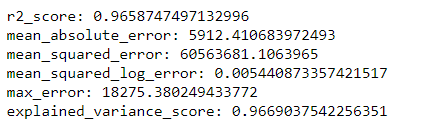 r2_score: 0.9658747497132996
mean_absolute_error: 5912.410683972493
mean_squared_error: 60563681.1063965
mean_squared_log_error: 0.005440873357421517
max_error: 18275.380249433772
explained_variance_score: 0.9669037542256351